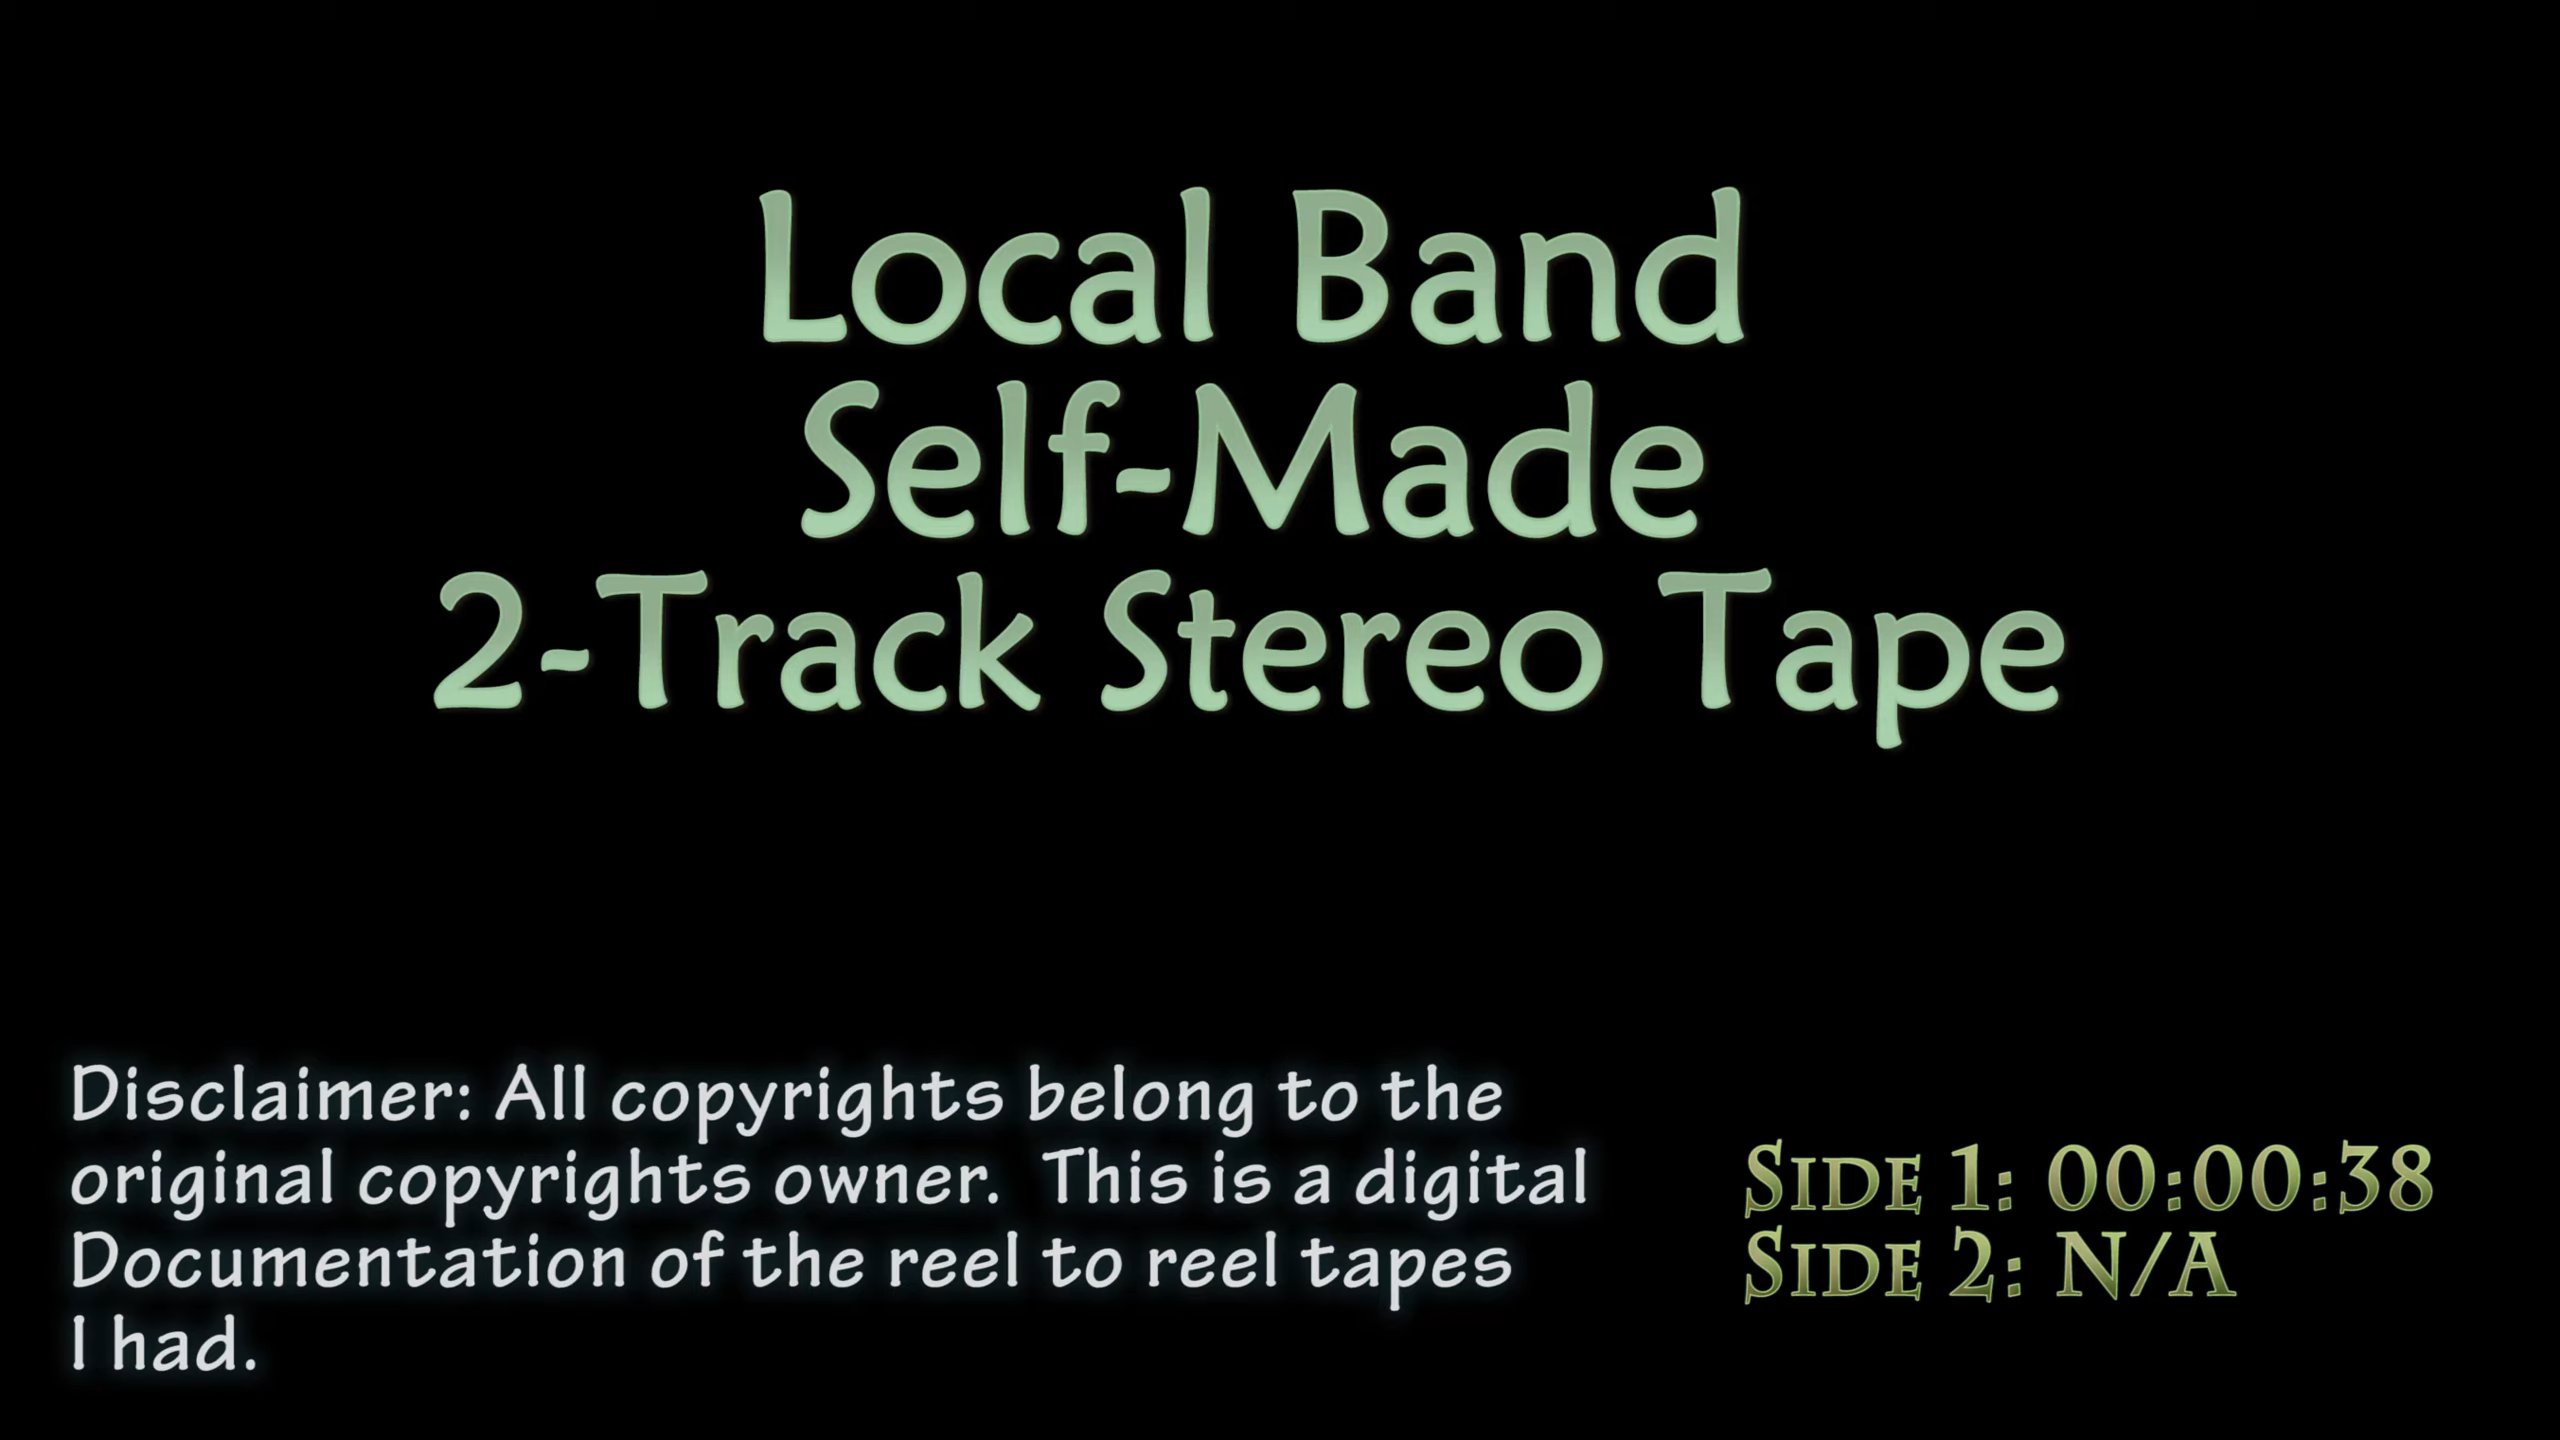 Local Band
Self-Made
2-Track Stereo Tape
Disclaimer: All copyrights belong to the
original copyrights owner.  This is a digital
Documentation of the reel to reel tapes
I had.
Side 1: 00:00:38
Side 2: N/A